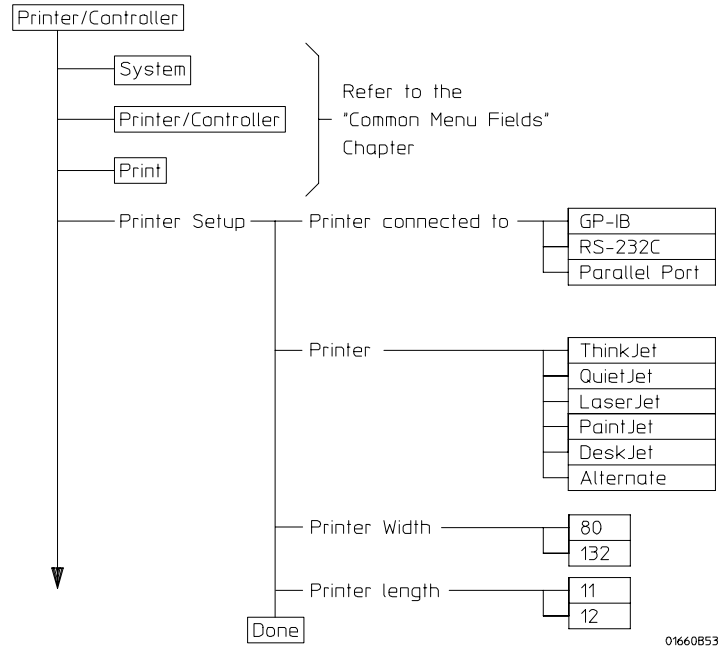 Printer/Controller
System
Printer/Controller
Print
Refer to the
"Common Menu Fields"
Chapter
Printer Setup
Printer connected to
GP-IB
RS-232C
Parallel Port
Printer
ThinkJet
QuietJet
LaserJet
PaintJet
DeskJet
Alternate
Printer Width
80
132
Printer length
11
12
Done
01660B53